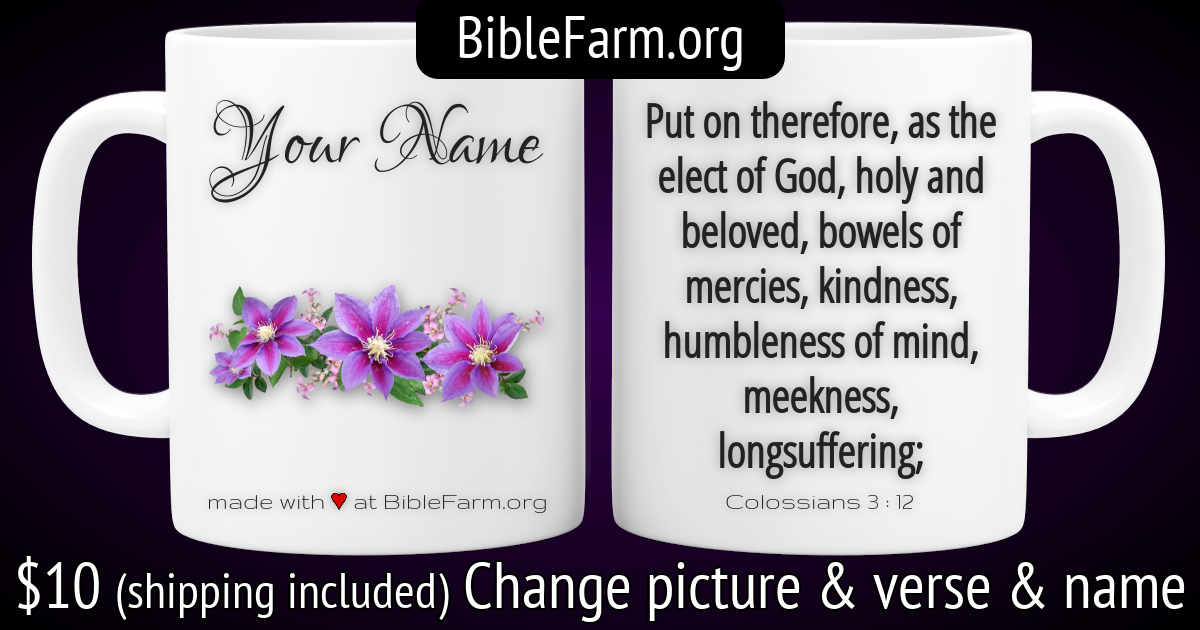 BibleFarm.org
Your Name
made with ♥ at BibleFarm.org
Put on therefore, as the
elect of God, holy and
beloved, bowels of
mercies, kindness,
humbleness of mind,
meekness,
longsuffering;
Colossians 3 : 12
$10 (shipping included) Change picture & verse & name